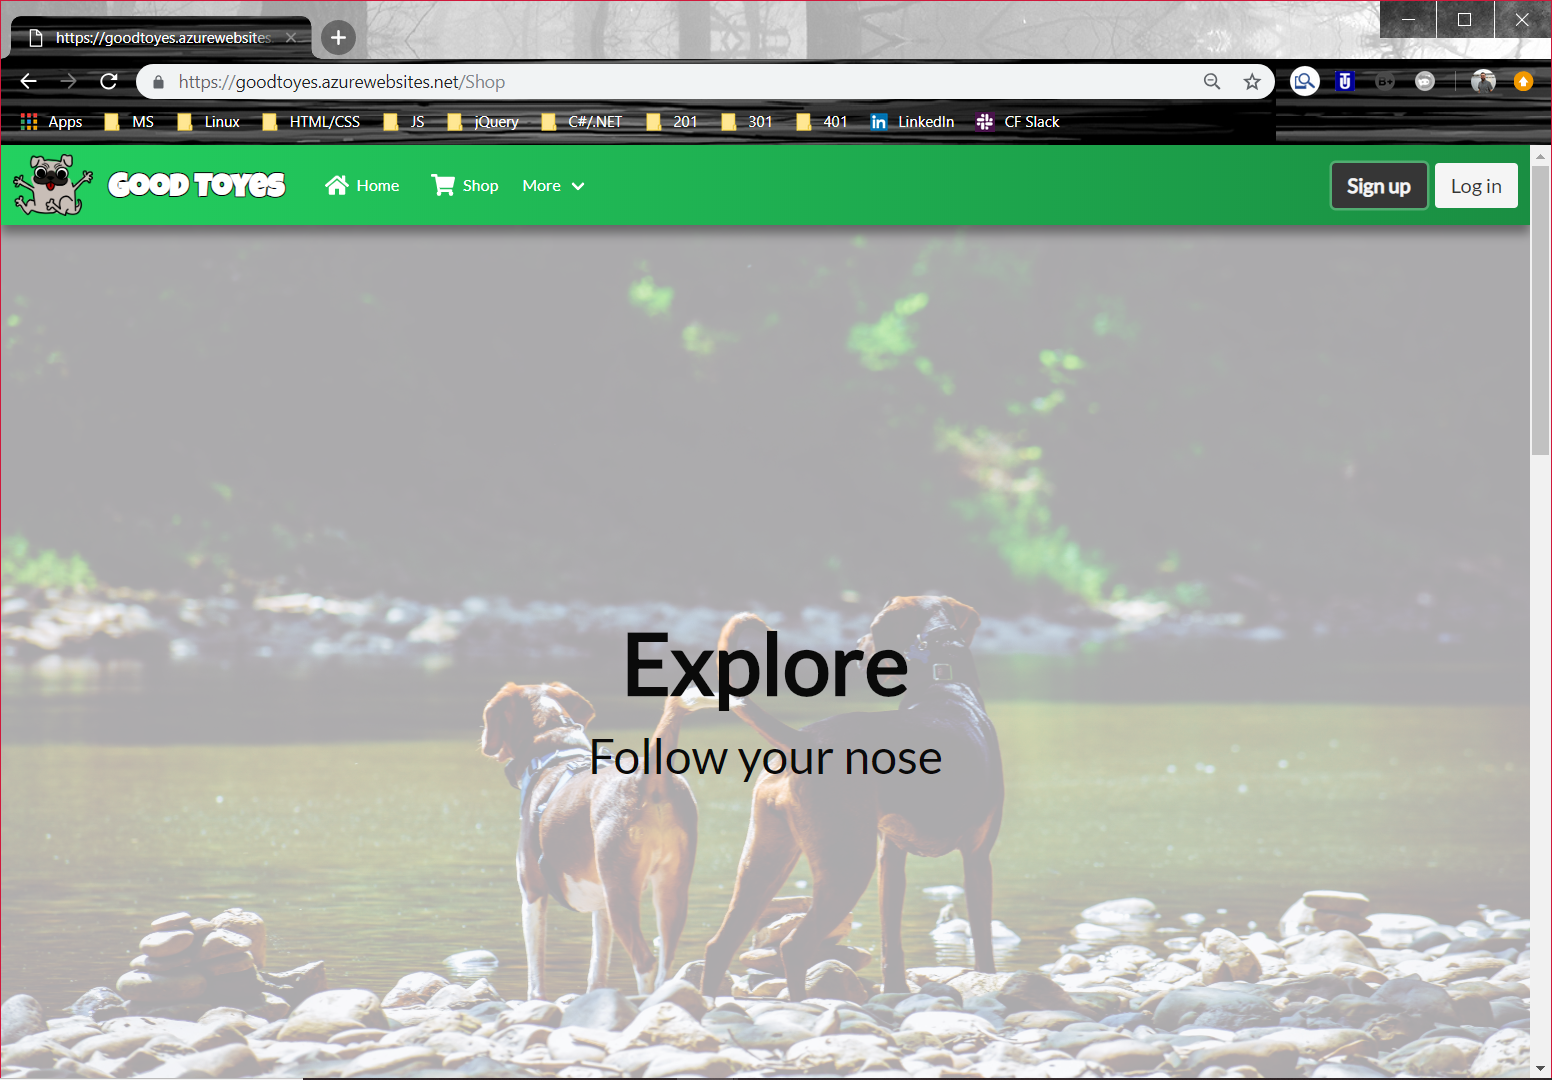 https://goodtoyes.azurewebsites
https://goodtoyes.azurewebsites.net/Shop
Apps MS Linux HTML/CSS JS jQuery C#/.NET 201 301 401 LinkedIn CF Slack
GOOD TOYES Home Shop More Sign up Log in
Explore
Follow your nose